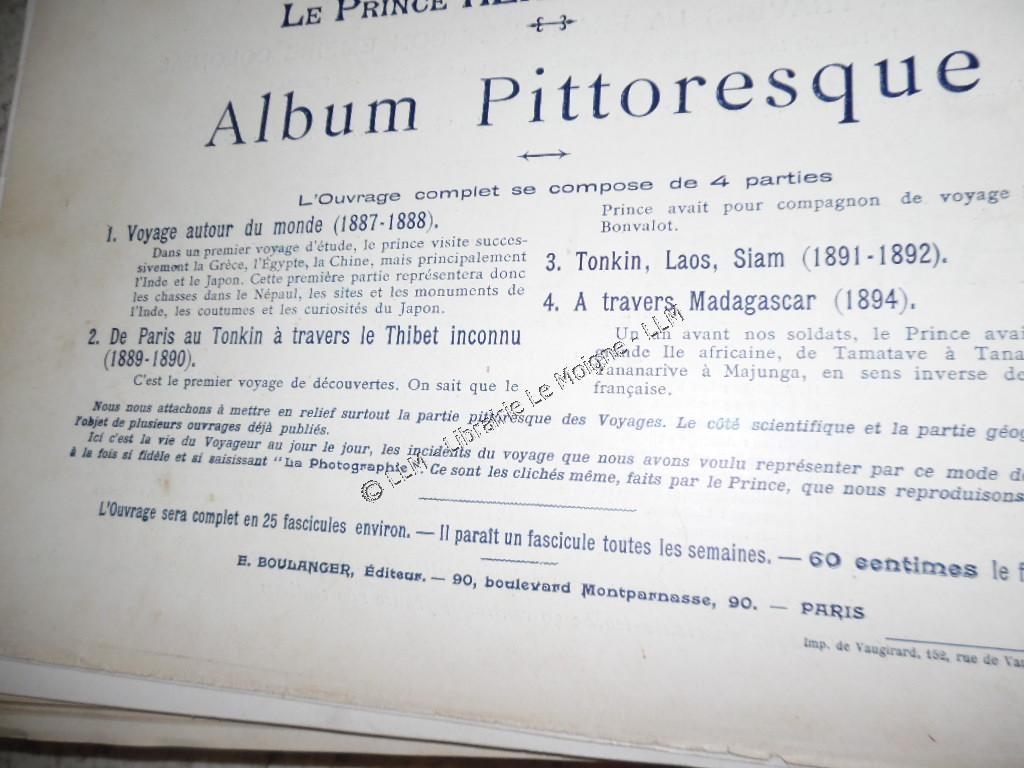 LE PRINCE
Album Pittoresque
L'Ouvrage complet se compose de 4 parties
1. Voyage autour du monde (1887-1888).
Dans un premier voyage d'étude, le prince visite succes-
sivement la Grèce, l'Égypte, la Chine, mais principalement
l'Inde et le Japon. Cette première partie représentera donc
les chasses dans le Népaul, les sites et les monuments de
l'Inde, les coutumes et les curiosités du Japon.
2. De Paris au Tonkin à travers le Thibet inconnu
(1889-1890).
C'est le premier voyage de découvertes. On sait que le
Prince avait pour compagnon de voyage
Bonvalot.
3. Tonkin, Laos, Siam (1891-1892).
4. A travers Madagascar (1894).
Un an avant nos soldats, le Prince avai
Ile africaine, de Tamatave à Tana
Tananarive à Majunga, en sens inverse de
française.
Nous nous attachons à mettre en relief surtout la partie pittoresque des Voyages. Le côté scientifique et la partie géog
l'objet de plusieurs ouvrages déjà publiés.
Ici c'est la vie du Voyageur au jour le jour, les incidents du voyage que nous avons voulu représenter par ce mode de
à la fois si fidèle et si saisissant "La Photographie". Ce sont les clichés même, faits par le Prince, que nous reproduisons
L'Ouvrage sera complet en 25 fascicules environ. — Il paraît un fascicule toutes les semaines. — 60 centimes le f
E. BOULANGER, Éditeur. — 90, boulevard Montparnasse, 90. — PARIS
Imp. de Vaugirard, 152, rue de Vau
© LLM - Librairie Le Moigne - LLM